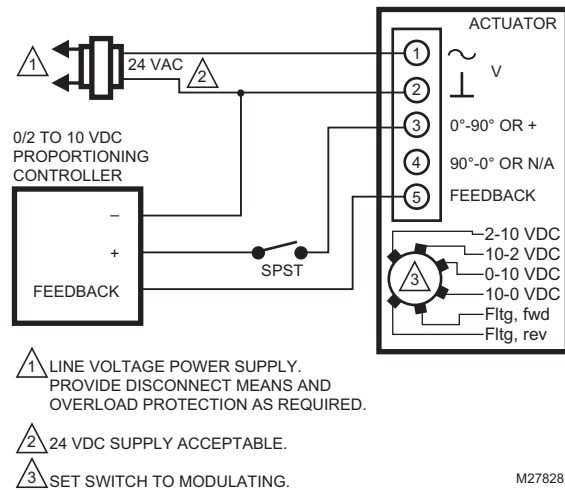 ACTUATOR
1
24 VAC
2
1
V
2
0/2 TO 10 VDC
PROPORTIONING
CONTROLLER
3
0°-90° OR +
4
90°-0° OR N/A
5
FEEDBACK
–
+
SPST
FEEDBACK
3
2-10 VDC
10-2 VDC
0-10 VDC
10-0 VDC
Fltg, fwd
Fltg, rev
1 LINE VOLTAGE POWER SUPPLY.
PROVIDE DISCONNECT MEANS AND
OVERLOAD PROTECTION AS REQUIRED.
2 24 VDC SUPPLY ACCEPTABLE.
3 SET SWITCH TO MODULATING.
M27828